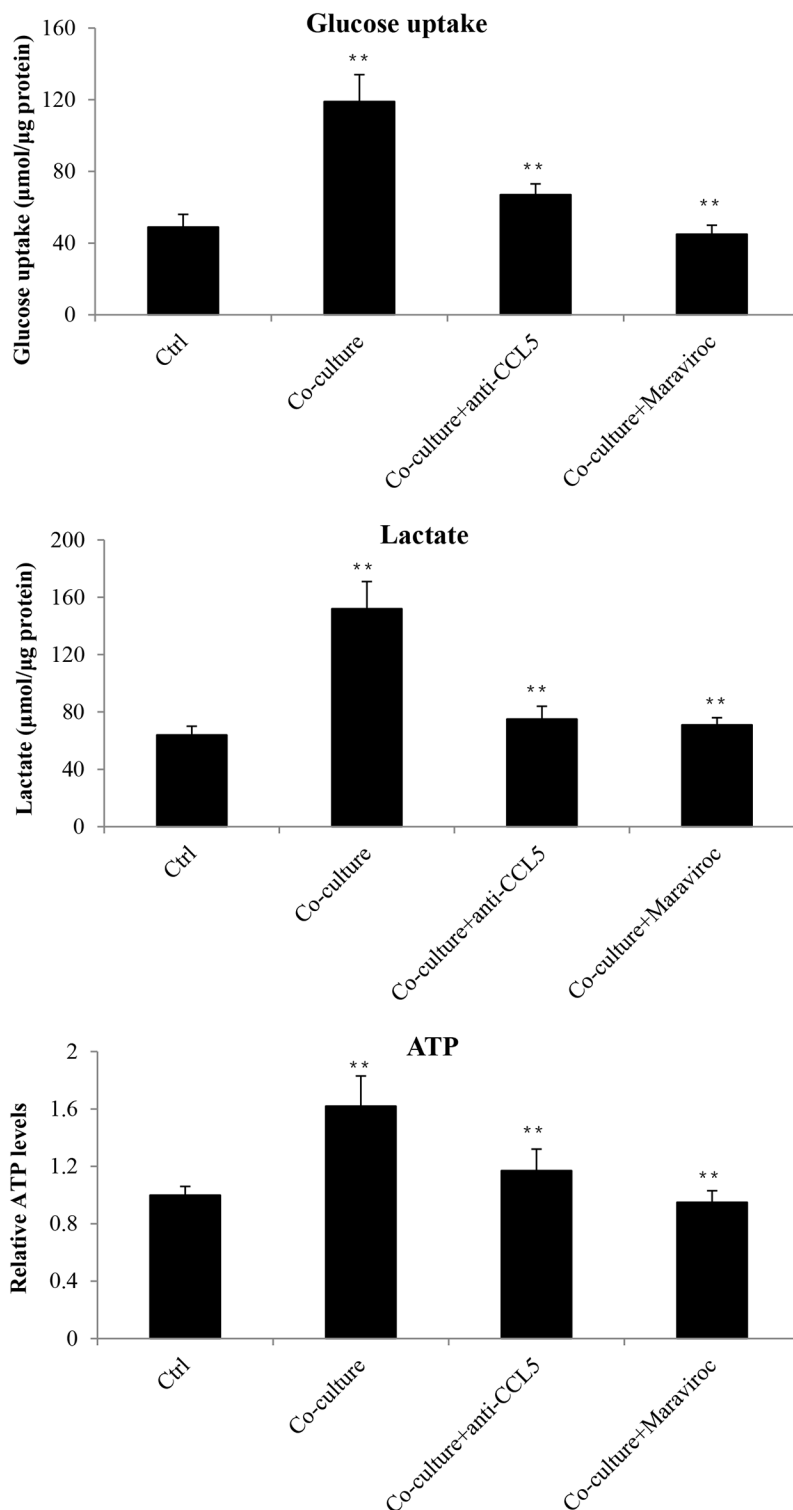 Glucose uptake
Glucose uptake (µmol/µg protein)
160
120
80
40
0
**
**
**
Ctrl
Co-culture
Co-culture+anti-CCL5
Co-culture+Maraviroc
Lactate
Lactate (µmol/µg protein)
200
160
120
80
40
0
**
**
**
Ctrl
Co-culture
Co-culture+anti-CCL5
Co-culture+Maraviroc
ATP
Relative ATP levels
2
1.6
1.2
0.8
0.4
0
**
**
**
Ctrl
Co-culture
Co-culture+anti-CCL5
Co-culture+Maraviroc